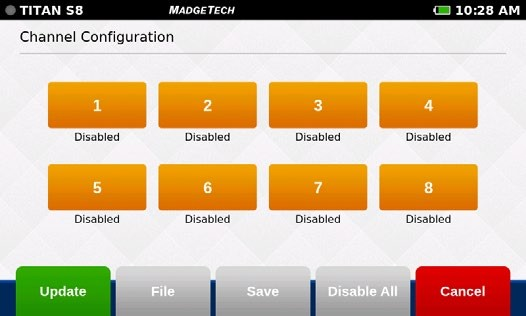 TITAN S8 MADGETECH 10:28 AM
Channel Configuration
1 2 3 4
Disabled Disabled Disabled Disabled
5 6 7 8
Disabled Disabled Disabled Disabled
Update File Save Disable All Cancel